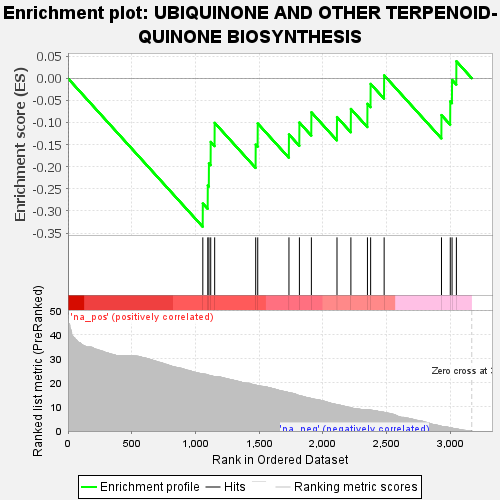 Enrichment plot: UBIQUINONE AND OTHER TERPENOID-
QUINONE BIOSYNTHESIS
Enrichment score (ES)
0.05
0.00
-0.05
-0.10
-0.15
-0.20
-0.25
-0.30
-0.35
'na_pos' (positively correlated)
Ranked list metric (PreRanked)
50
40
30
20
10
0
Zero cross at 3
'na_neg' (negatively correlated)
0
500
1,000
1,500
2,000
2,500
3,000
Rank in Ordered Dataset
Enrichment profile
Hits
Ranking metric scores